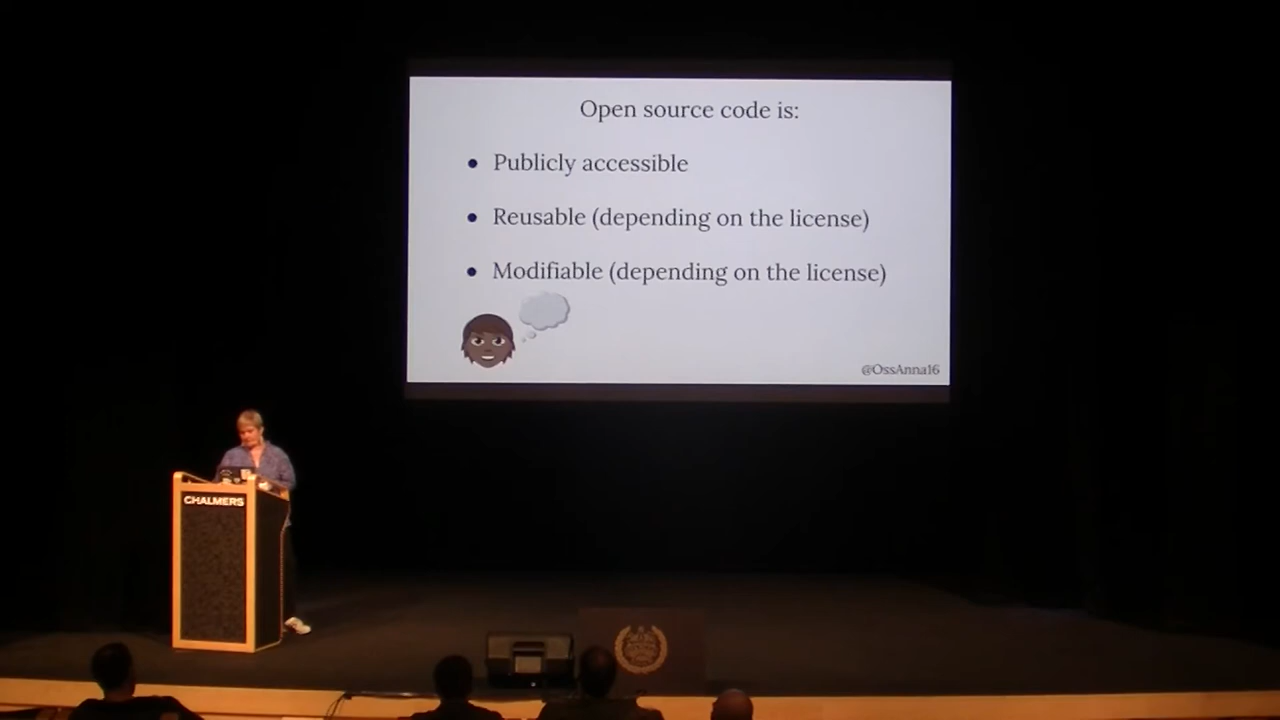 Open source code is:
Publicly accessible
Reusable (depending on the license)
Modifiable (depending on the license)
@OssAnna16
CHALMERS